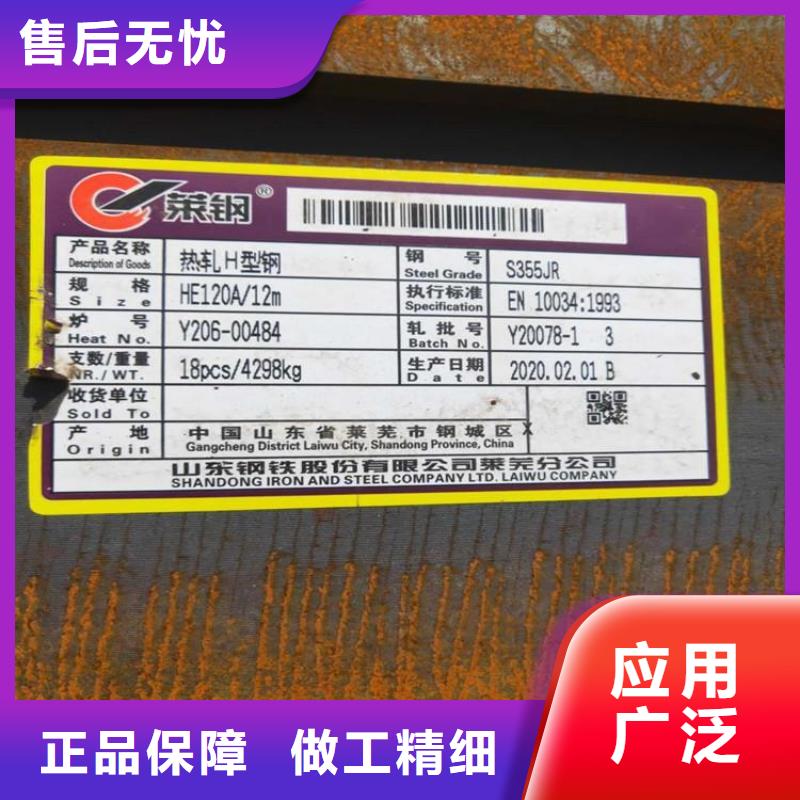 售后无忧
莱钢®
产品名称 热轧H型钢 钢号 S355JR
Description of Goods Steel Grade
规格 HE120A/12m 执行标准 EN 10034:1993
Size Specification
炉号 Y206-00484 轧批号 Y20078-1 3
Heat No. Batch No.
支数/重量 18pcs/4298kg 生产日期 2020.02.01 B
NR./WT. Date
收货单位
Sold To
产地 中国山东省莱芜市钢城区 X
Origin Gangcheng District Laiwu City, Shandong Province, China
山东钢铁股份有限公司莱芜分公司
SHANDONG IRON AND STEEL COMPANY LTD. LAIWU COMPANY
应用
广泛
正品保障 做工精细